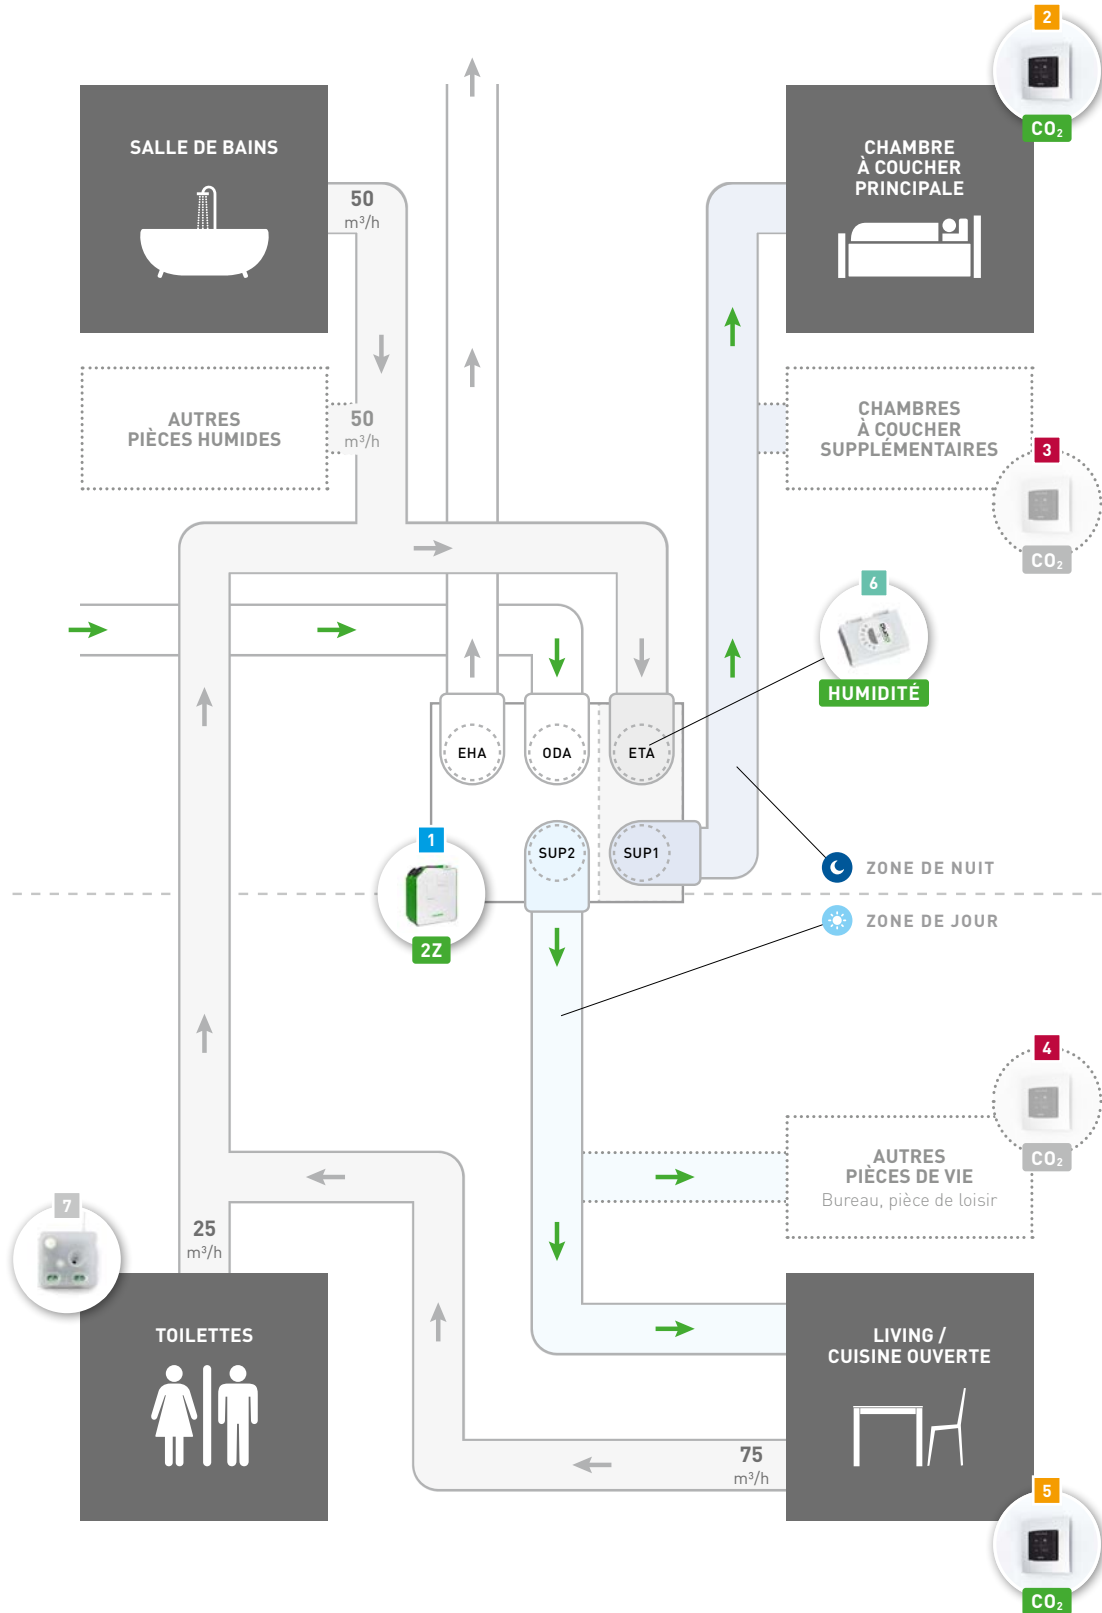 2
CO₂
SALLE DE BAINS
50
m³/h
CHAMBRE
À COUCHER
PRINCIPALE
AUTRES
PIÈCES HUMIDES
50
m³/h
CHAMBRES
À COUCHER
SUPPLÉMENTAIRES
3
CO₂
6
HUMIDITÉ
EHA
ODA
ETA
1
SUP2
SUP1
2Z
ZONE DE NUIT
ZONE DE JOUR
4
CO₂
AUTRES
PIÈCES DE VIE
Bureau, pièce de loisir
7
25
m³/h
TOILETTES
LIVING /
CUISINE OUVERTE
75
m³/h
5
CO₂